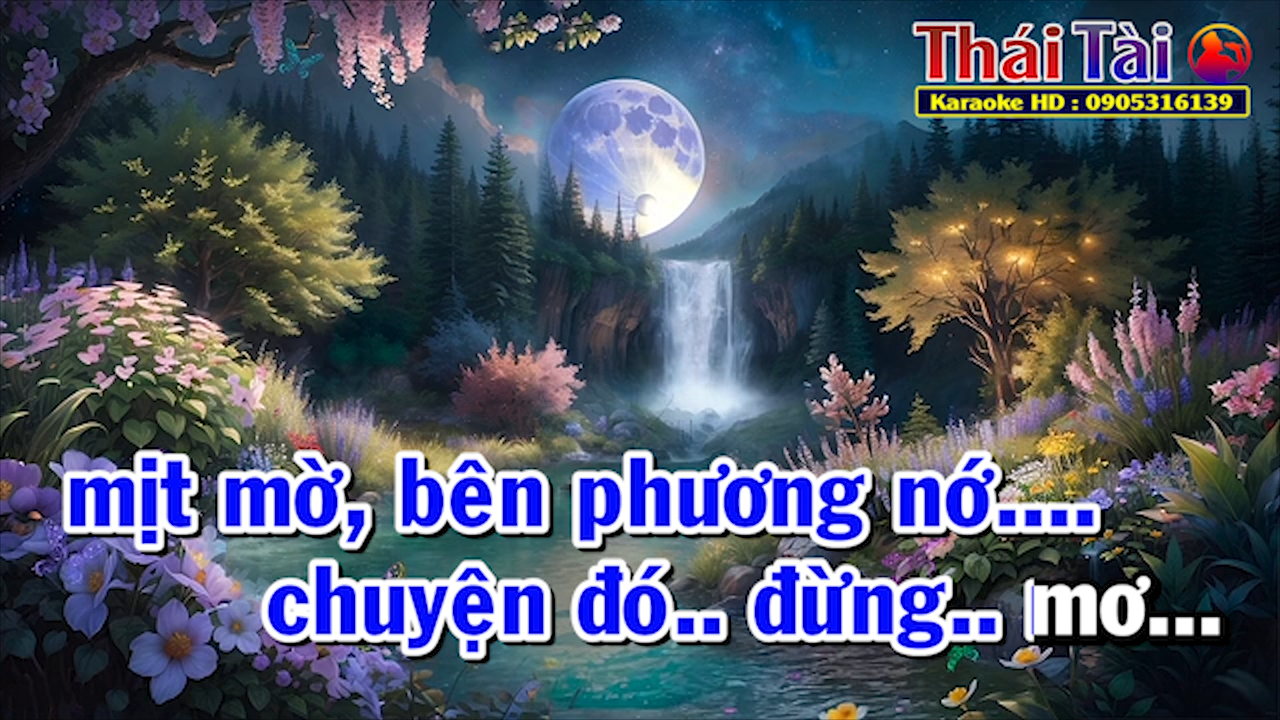 Thái Tài
Karaoke HD : 0905316139
mịt mờ, bên phương nớ....
chuyện đó.. đừng.. mơ...